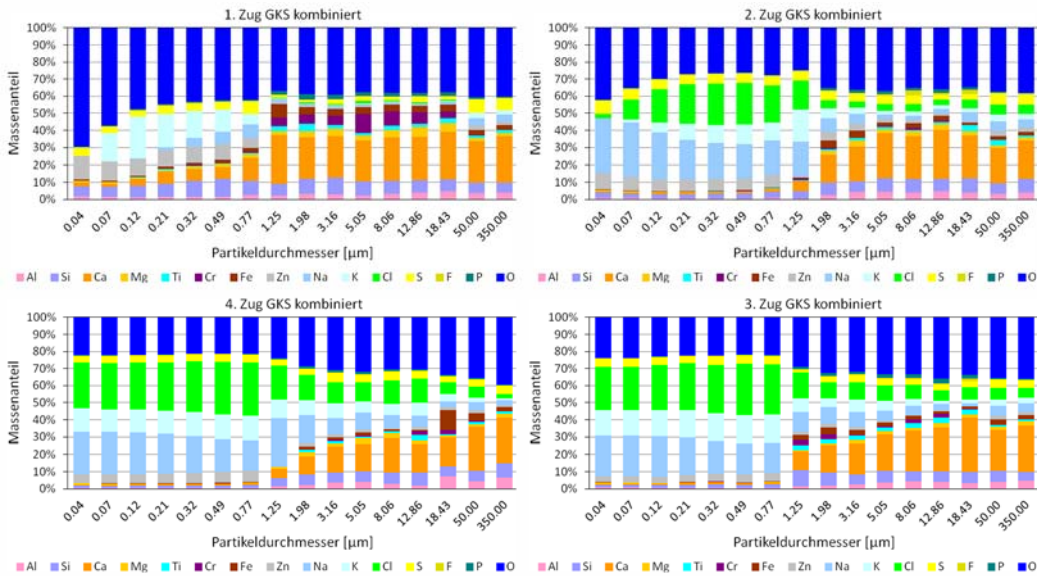 1. Zug GKS kombiniert
Massenanteil
100%
90%
80%
70%
60%
50%
40%
30%
20%
10%
0%
0.04 0.07 0.12 0.21 0.32 0.49 0.77 1.25 1.98 3.16 5.05 8.06 12.86 18.43 50.00 350.00
Partikeldurchmesser [µm]
Al Si Ca Mg Ti Cr Fe Zn Na K Cl S F P O
2. Zug GKS kombiniert
Massenanteil
100%
90%
80%
70%
60%
50%
40%
30%
20%
10%
0%
0.04 0.07 0.12 0.21 0.32 0.49 0.77 1.25 1.98 3.16 5.05 8.06 12.86 18.43 50.00 350.00
Partikeldurchmesser [µm]
Al Si Ca Mg Ti Cr Fe Zn Na K Cl S F P O
4. Zug GKS kombiniert
Massenanteil
100%
90%
80%
70%
60%
50%
40%
30%
20%
10%
0%
0.04 0.07 0.12 0.21 0.32 0.49 0.77 1.25 1.98 3.16 5.05 8.06 12.86 18.43 50.00 350.00
Partikeldurchmesser [µm]
Al Si Ca Mg Ti Cr Fe Zn Na K Cl S F P O
3. Zug GKS kombiniert
Massenanteil
100%
90%
80%
70%
60%
50%
40%
30%
20%
10%
0%
0.04 0.07 0.12 0.21 0.32 0.49 0.77 1.25 1.98 3.16 5.05 8.06 12.86 18.43 50.00 350.00
Partikeldurchmesser [µm]
Al Si Ca Mg Ti Cr Fe Zn Na K Cl S F P O